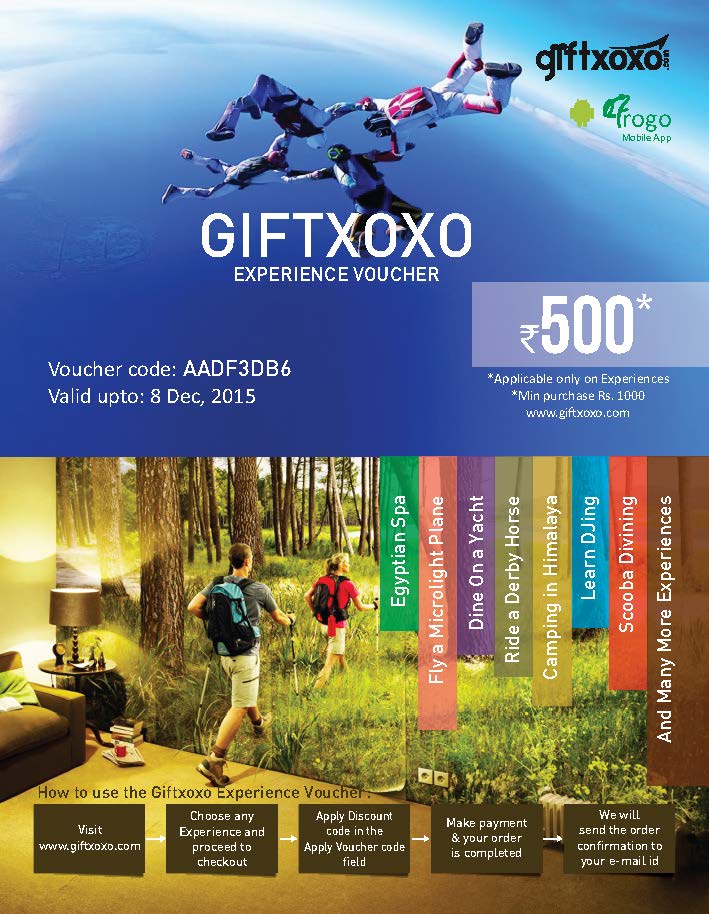 giftxoxo.com
Frogo
Mobile App
GIFTXOXO
EXPERIENCE VOUCHER
₹500*
Voucher code: AADF3DB6
Valid upto: 8 Dec, 2015
*Applicable only on Experiences
*Min purchase Rs. 1000
www.giftxoxo.com
Egyptian Spa
Fly a Microlight Plane
Dine On a Yacht
Ride a Derby Horse
Camping in Himalaya
Learn DJing
Scooba Divining
And Many More Experiences
How to use the Giftxoxo Experience Voucher:
Visit
www.giftxoxo.com
Choose any
Experience and
proceed to
checkout
Apply Discount
code in the
Apply Voucher code
field
Make payment
& your order
is completed
We will
send the order
confirmation to
your e-mail id